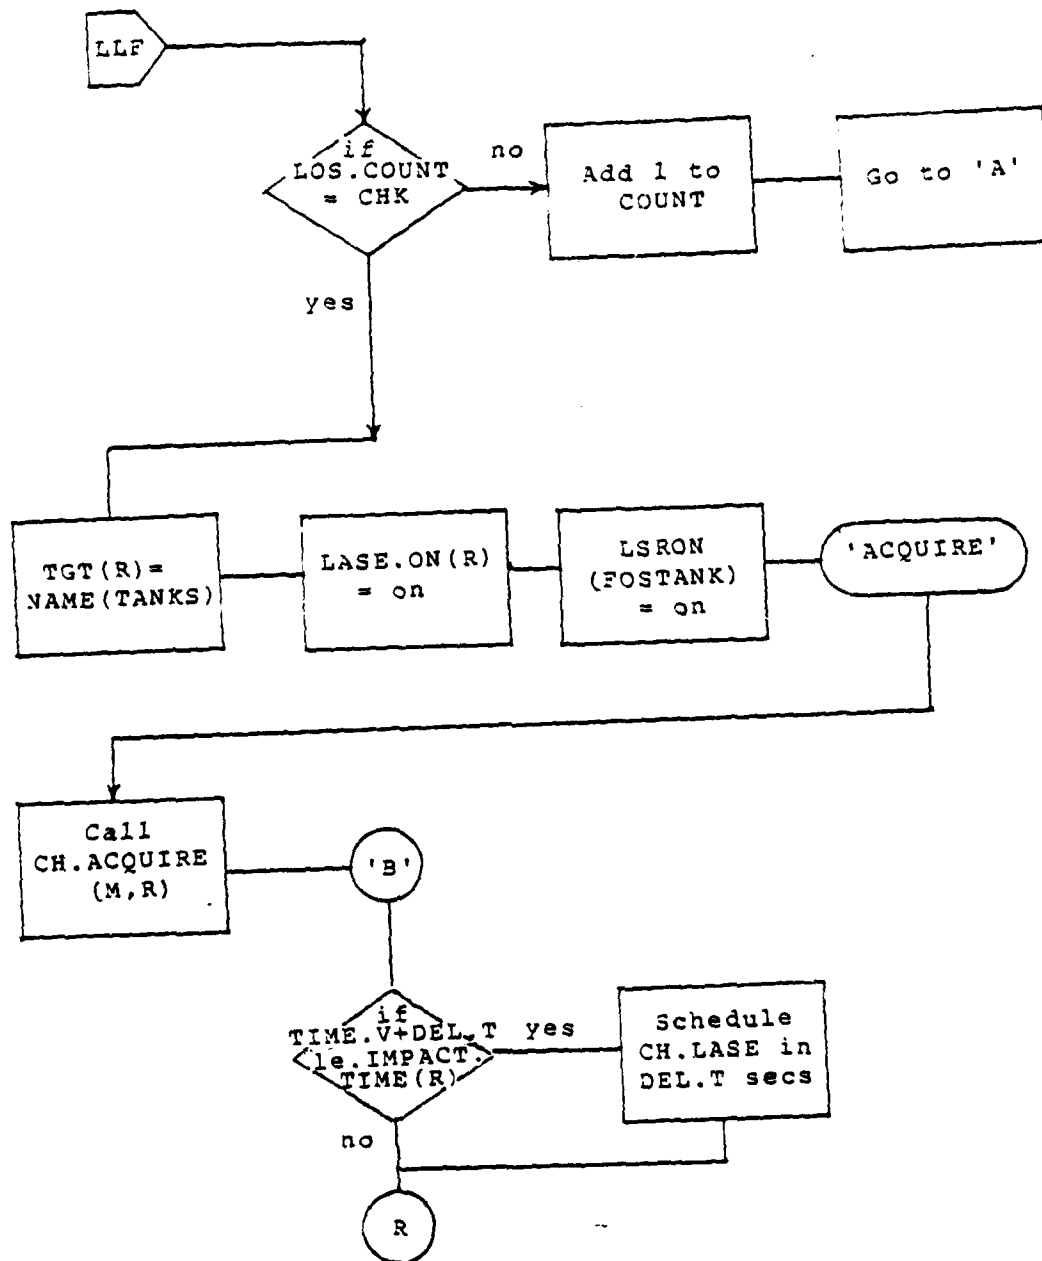 LLF
if
LOS.COUNT
= CHK
no
Add 1 to
COUNT
Go to 'A'
yes
TGT(R)=
NAME(TANKS)
LASE.ON(R)
= on
LSRON
(FOSTANK)
= on
'ACQUIRE'
Call
CH.ACQUIRE
(M,R)
'B'
if
TIME.V+DEL.T
le.IMPACT.
TIME(R)
yes
Schedule
CH.LASE in
DEL.T secs
no
R